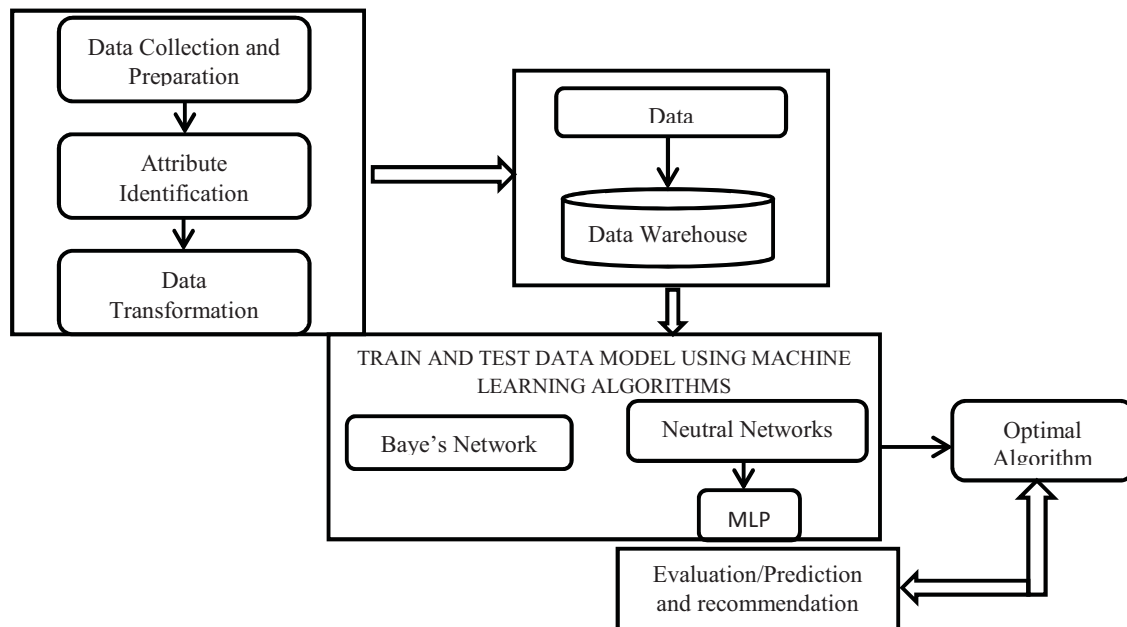 Data Collection and
Preparation
Attribute
Identification
Data
Transformation
Data
Data Warehouse
TRAIN AND TEST DATA MODEL USING MACHINE
LEARNING ALGORITHMS
Baye’s Network
Neutral Networks
MLP
Optimal
Algorithm
Evaluation/Prediction
and recommendation